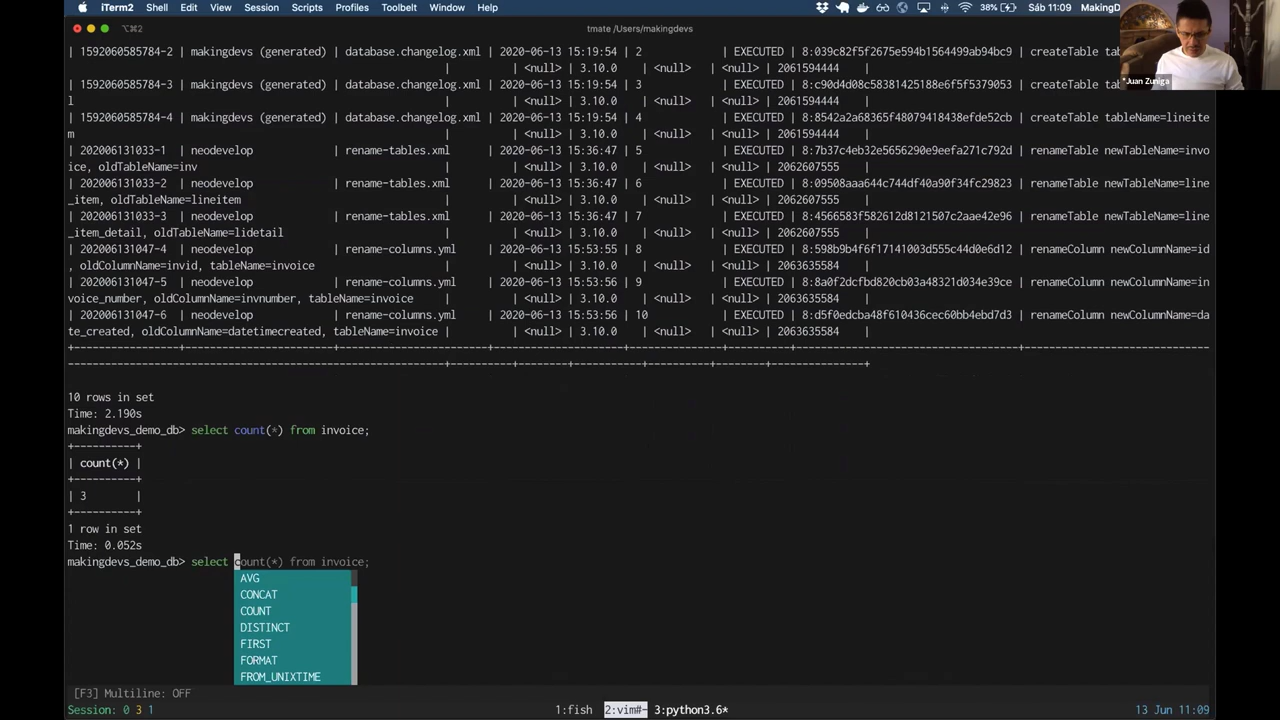 iTerm2 Shell Edit View Session Scripts Profiles Toolbelt Window Help 38% Sáb 11:09 MakingD
⌥⌘2 tmate /Users/makingdevs
| 1592060585784-2 | makingdevs (generated) | database.changelog.xml | 2020-06-13 15:19:54 | 2 | EXECUTED | 8:039c82f5f2675e594b1564499ab94bc9 | createTable tab
| <null> | 3.10.0 | <null> | <null> | 2061594444 |
| 1592060585784-3 | makingdevs (generated) | database.changelog.xml | 2020-06-13 15:19:54 | 3 | EXECUTED | 8:c90d4d08c58381425188e6f5f5379053 | createTable
l | <null> | 3.10.0 | <null> | <null> | 2061594444 |
| 1592060585784-4 | makingdevs (generated) | database.changelog.xml | 2020-06-13 15:19:54 | 4 | EXECUTED | 8:8542a2a68365f48079418438efde52cb | createTable tableName=lineite
m | <null> | 3.10.0 | <null> | <null> | 2061594444 |
| 202006131033-1 | neodevelop | rename-tables.xml | 2020-06-13 15:36:47 | 5 | EXECUTED | 8:7b37c4eb32e5656290e9eefa271c792d | renameTable newTableName=invo
ice, oldTableName=inv | <null> | 3.10.0 | <null> | <null> | 2062607555 |
| 202006131033-2 | neodevelop | rename-tables.xml | 2020-06-13 15:36:47 | 6 | EXECUTED | 8:09508aaa644c744df40a90f34fc29823 | renameTable newTableName=line
_item, oldTableName=lineitem | <null> | 3.10.0 | <null> | <null> | 2062607555 |
| 202006131033-3 | neodevelop | rename-tables.xml | 2020-06-13 15:36:47 | 7 | EXECUTED | 8:4566583f582612d8121507c2aae42e96 | renameTable newTableName=line
_item_detail, oldTableName=lidetail | <null> | 3.10.0 | <null> | <null> | 2062607555 |
| 202006131047-4 | neodevelop | rename-columns.yml | 2020-06-13 15:53:55 | 8 | EXECUTED | 8:598b9b4f6f17141003d555c44d0e6d12 | renameColumn newColumnName=id
, oldColumnName=invid, tableName=invoice | <null> | 3.10.0 | <null> | <null> | 2063635584 |
| 202006131047-5 | neodevelop | rename-columns.yml | 2020-06-13 15:53:56 | 9 | EXECUTED | 8:8a0f2dcfbd820cb03a48321d034e39ce | renameColumn newColumnName=in
voice_number, oldColumnName=invnumber, tableName=invoice | <null> | 3.10.0 | <null> | <null> | 2063635584 |
| 202006131047-6 | neodevelop | rename-columns.yml | 2020-06-13 15:53:56 | 10 | EXECUTED | 8:d5f0edcba48f610436cec60bb4ebd7d3 | renameColumn newColumnName=da
te_created, oldColumnName=datetimecreated, tableName=invoice | <null> | 3.10.0 | <null> | <null> | 2063635584 |
10 rows in set
Time: 2.190s
makingdevs_demo_db> select count(*) from invoice;
+----------+
| count(*) |
+----------+
| 3 |
+----------+
1 row in set
Time: 0.052s
makingdevs_demo_db> select count(*) from invoice;
AVG
CONCAT
COUNT
DISTINCT
FIRST
FORMAT
FROM_UNIXTIME
[F3] Multiline: OFF
Session: 0 3 1 1:fish 2:vim#- 3:python3.6* 13 Jun 11:09
*Juan Zuniga